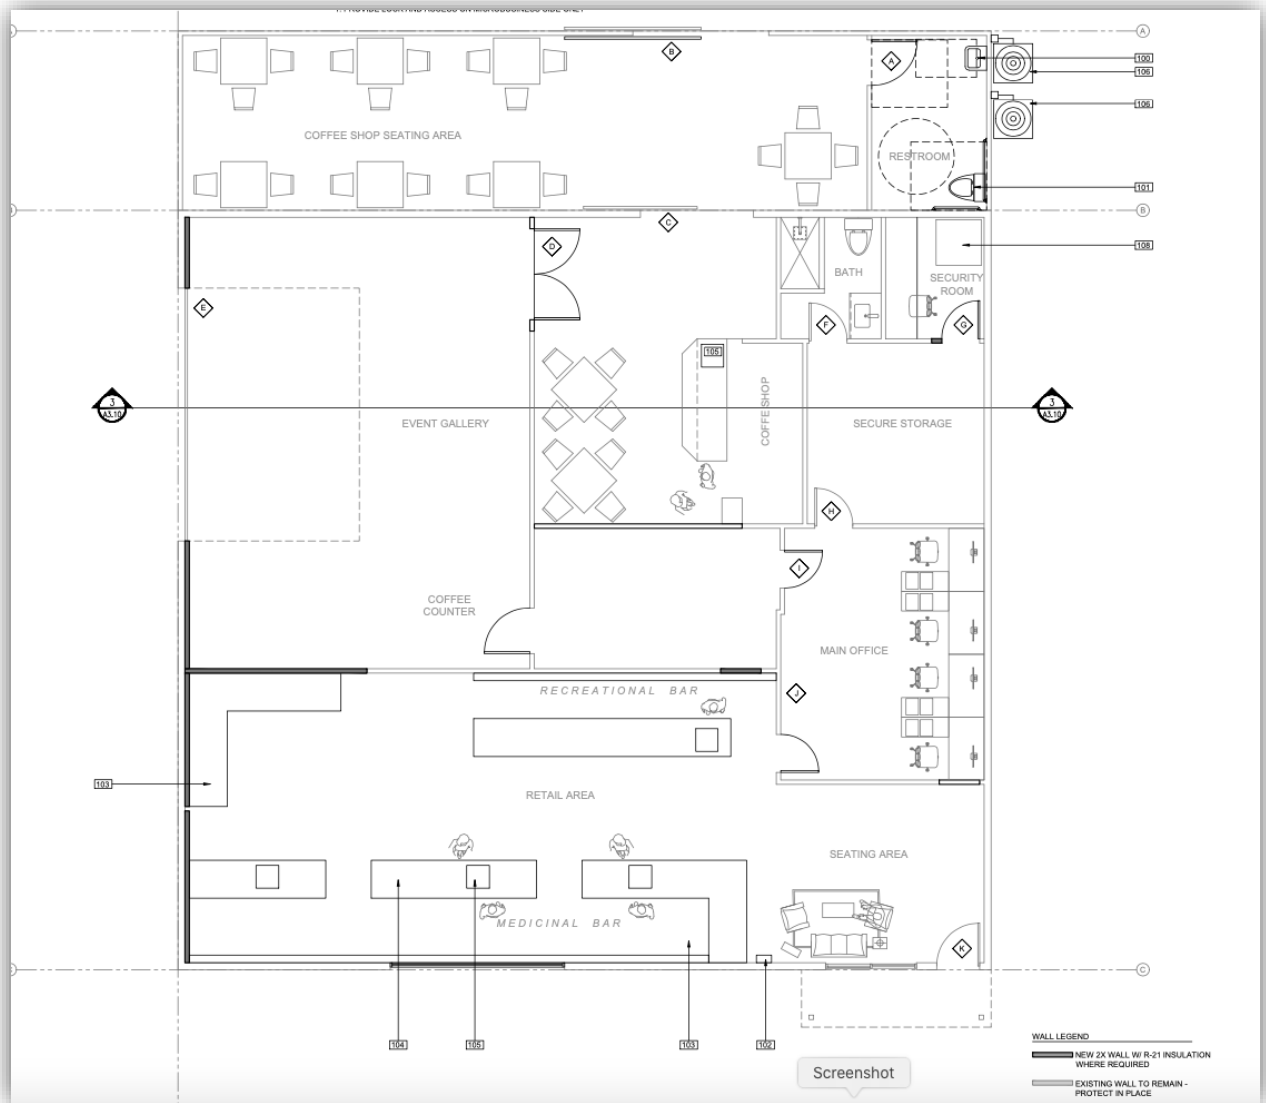 A
B
A
100
106
106
COFFEE SHOP SEATING AREA
RESTROOM
101
B
C
D
BATH
108
SECURITY
ROOM
E
F
G
105
3
A3.10
3
A3.10
EVENT GALLERY
COFFE SHOP
SECURE STORAGE
H
I
COFFEE
COUNTER
MAIN OFFICE
RECREATIONAL BAR
J
103
RETAIL AREA
SEATING AREA
MEDICINAL BAR
K
C
104
105
103
102
WALL LEGEND
NEW 2X WALL W/ R-21 INSULATION
WHERE REQUIRED
EXISTING WALL TO REMAIN -
PROTECT IN PLACE
Screenshot